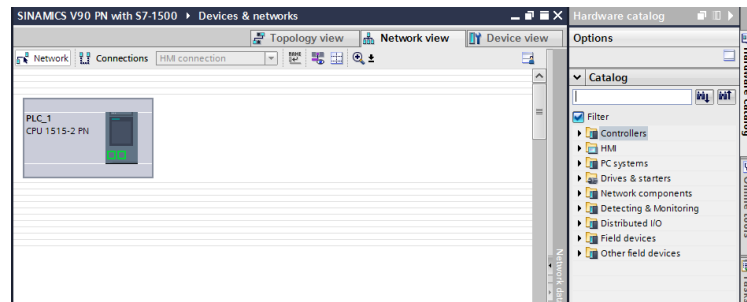 SINAMICS V90 PN with S7-1500 ▸ Devices & networks
Topology view
Network view
Device view
Network
Connections
HMI connection
PLC_1
CPU 1515-2 PN
Network data
Hardware catalog
Options
Catalog
Filter
Controllers
HMI
PC systems
Drives & starters
Network components
Detecting & Monitoring
Distributed I/O
Field devices
Other field devices